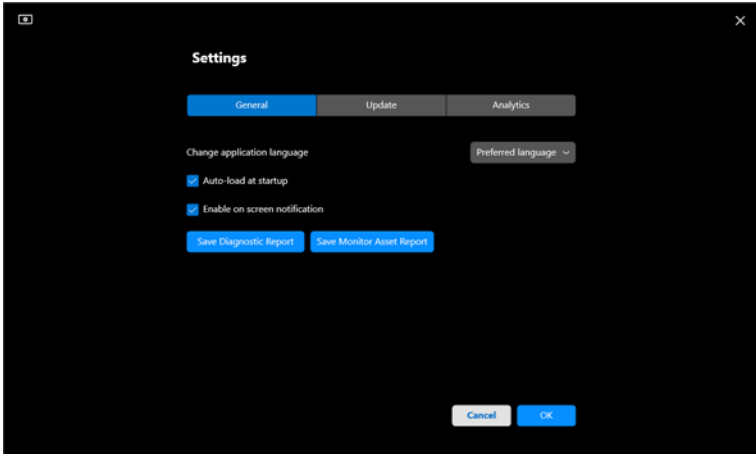 Settings
General Update Analytics
Change application language Preferred language
Auto-load at startup
Enable on screen notification
Save Diagnostic Report Save Monitor Asset Report
Cancel OK